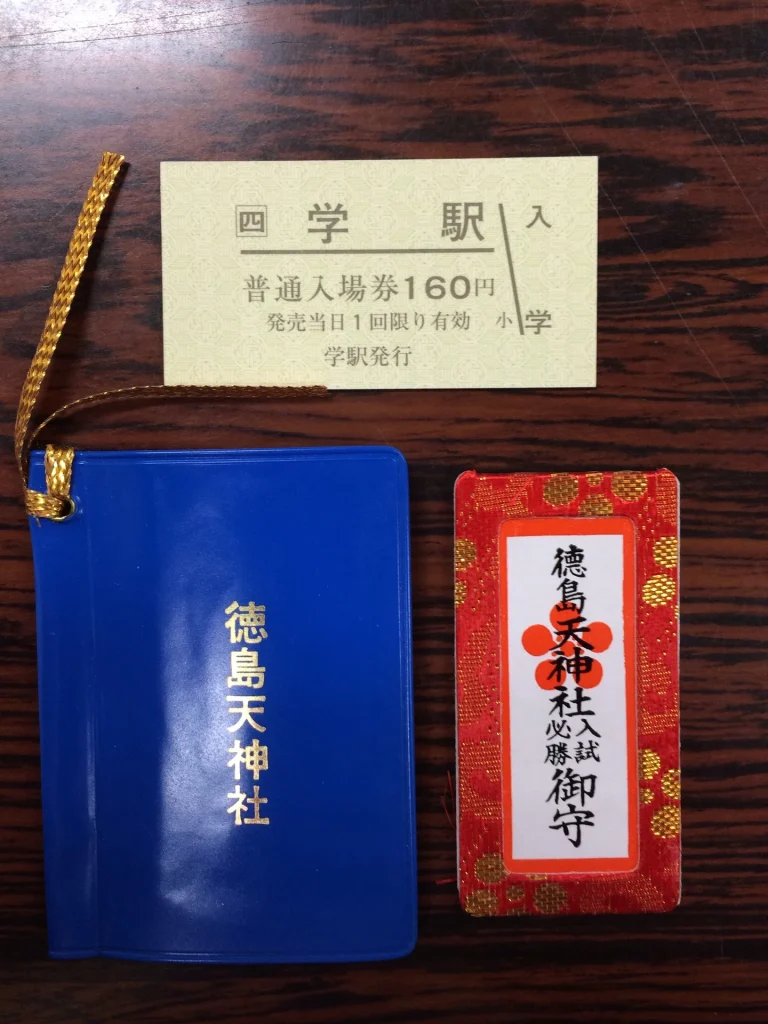 四 学 駅 入
普通入場券160円
発売当日1回限り有効 小 学
学駅発行
徳島天神社
徳島天神社
入試
必勝
御守